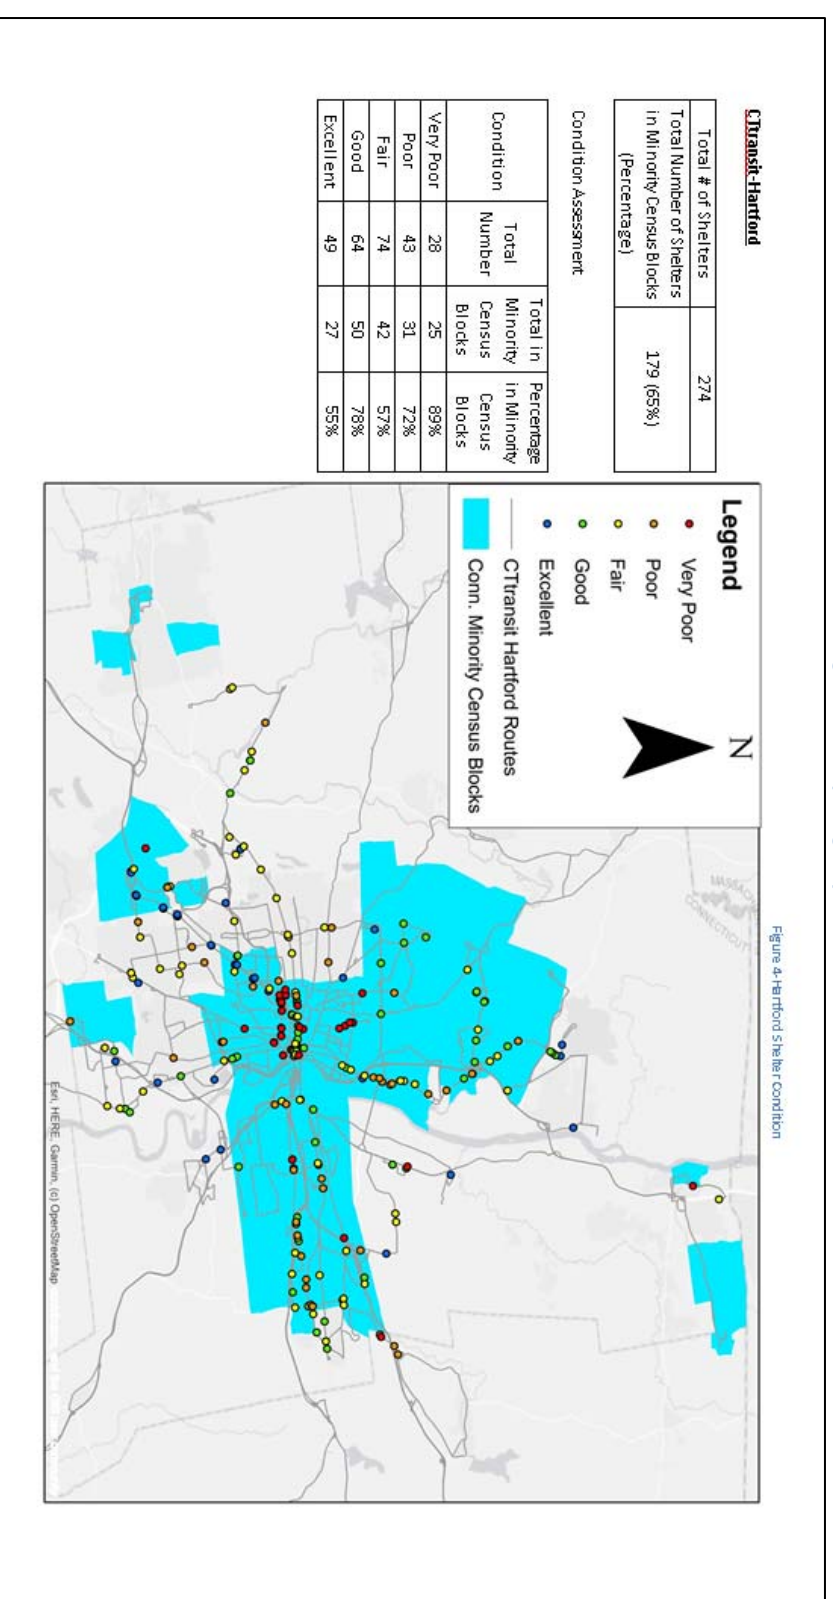 CTtransit-Hartford
Total # of Shelters 274
Total Number of Shelters
in Minority Census Blocks
(Percentage)
179 (65%)
Condition Assessment
Condition
Total
Number
Total in
Minority
Census
Blocks
Percentage
in Minority
Census
Blocks
Very Poor 28 25 89%
Poor 43 31 72%
Fair 74 42 57%
Good 64 50 78%
Excellent 49 27 55%
Figure 4-Hartford Shelter Condition
Legend
Very Poor
Poor
Fair
Good
Excellent
CTtransit Hartford Routes
Conn. Minority Census Blocks
N
CONNECTICUT
Esri, HERE, Garmin, (c) OpenStreetMap